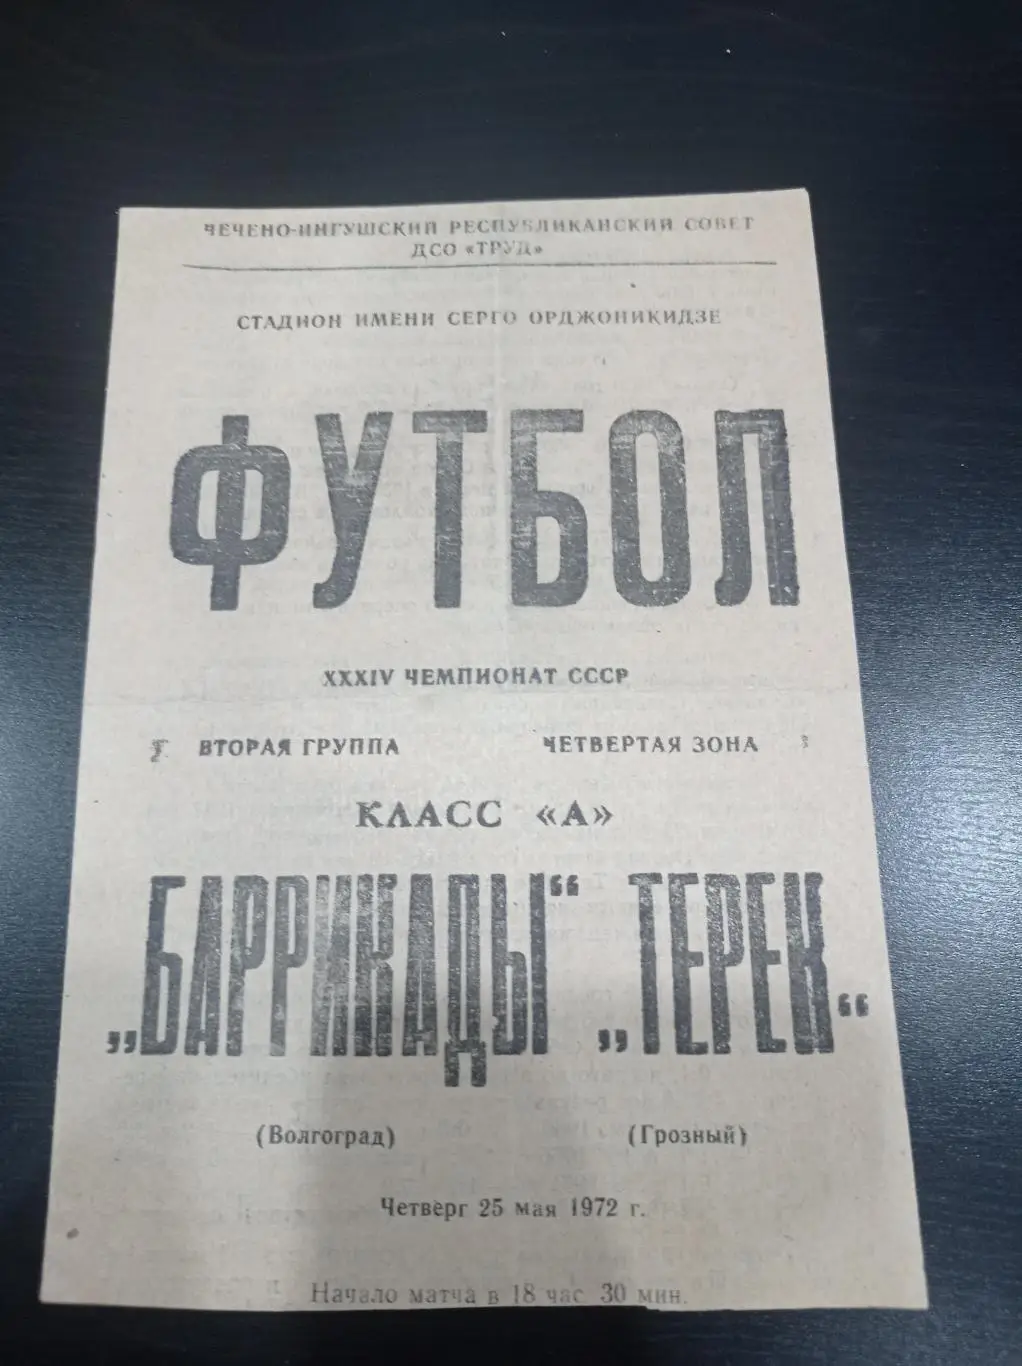 ЧЕЧЕНО-ИНГУШСКИЙ РЕСПУБЛИКАНСКИЙ СОВЕТ
ДСО «ТРУД»
СТАДИОН ИМЕНИ СЕРГО ОРДЖОНИКИДЗЕ
ФУТБОЛ
XXXIV ЧЕМПИОНАТ СССР
ВТОРАЯ ГРУППА ЧЕТВЕРТАЯ ЗОНА
КЛАСС «А»
„БАРРИКАДЫ“ „ТЕРЕК“
(Волгоград) (Грозный)
Четверг 25 мая 1972 г.
Начало матча в 18 час. 30 мин.